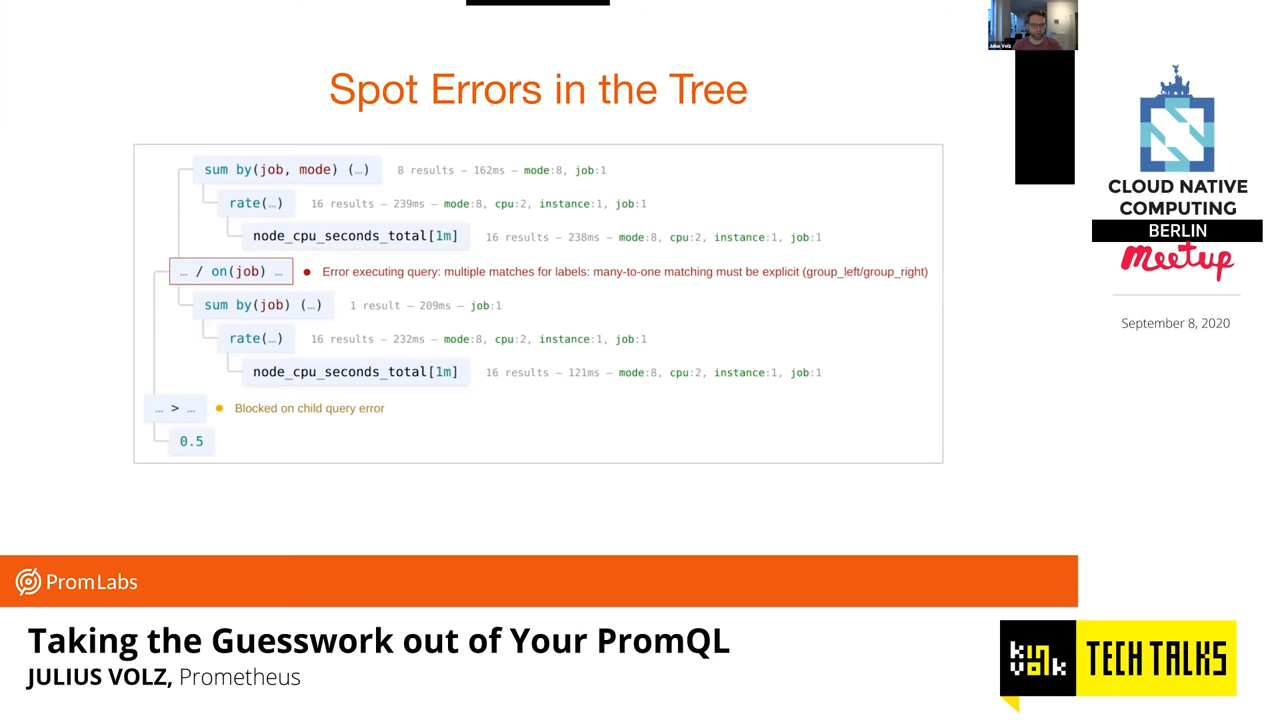 Julius Volz
Spot Errors in the Tree
sum by(job, mode) (…) 8 results – 162ms – mode:8, job:1
rate(…) 16 results – 239ms – mode:8, cpu:2, instance:1, job:1
node_cpu_seconds_total[1m] 16 results – 238ms – mode:8, cpu:2, instance:1, job:1
… / on(job) … Error executing query: multiple matches for labels: many-to-one matching must be explicit (group_left/group_right)
sum by(job) (…) 1 result – 209ms – job:1
rate(…) 16 results – 232ms – mode:8, cpu:2, instance:1, job:1
node_cpu_seconds_total[1m] 16 results – 121ms – mode:8, cpu:2, instance:1, job:1
… > … Blocked on child query error
0.5
CLOUD NATIVE
COMPUTING
BERLIN
meetup
September 8, 2020
PromLabs
Taking the Guesswork out of Your PromQL
JULIUS VOLZ, Prometheus
kinvolk
TECH TALKS